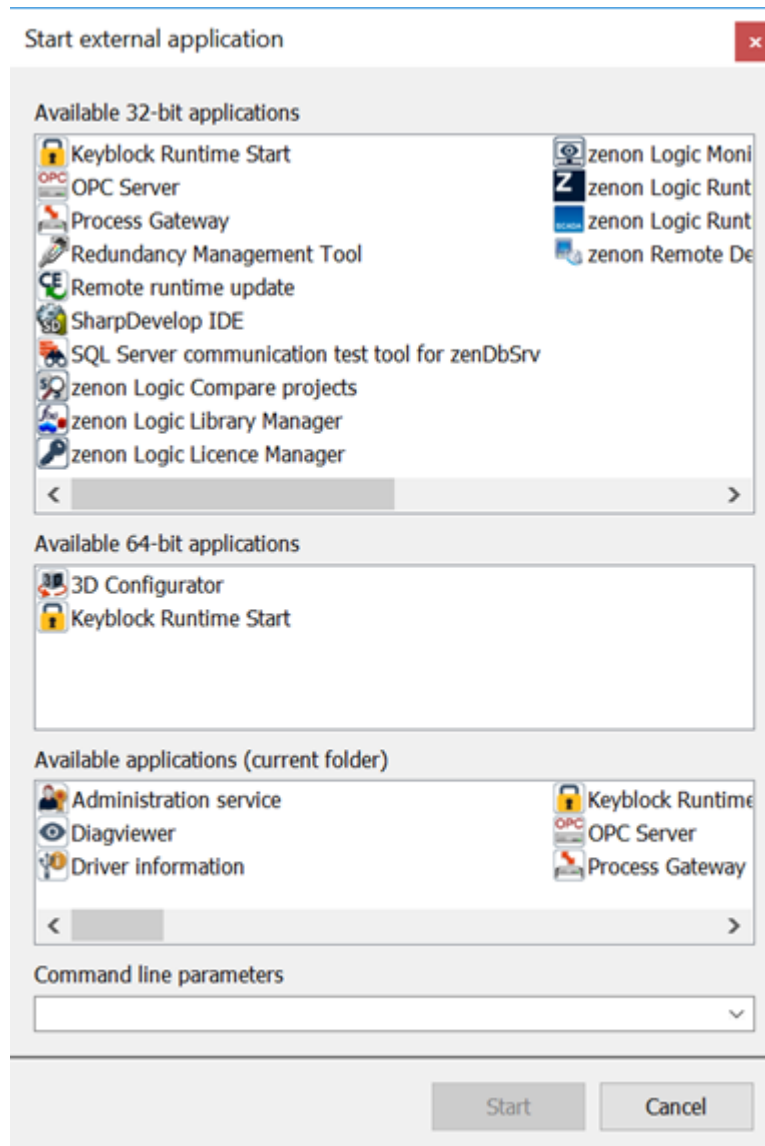 Start external application
Available 32-bit applications
Keyblock Runtime Start
OPC Server
Process Gateway
Redundancy Management Tool
Remote runtime update
SharpDevelop IDE
SQL Server communication test tool for zenDbSrv
zenon Logic Compare projects
zenon Logic Library Manager
zenon Logic Licence Manager
zenon Logic Moni
zenon Logic Runt
zenon Logic Runt
zenon Remote De
Available 64-bit applications
3D Configurator
Keyblock Runtime Start
Available applications (current folder)
Administration service
Diagviewer
Driver information
Keyblock Runtime
OPC Server
Process Gateway
Command line parameters
Start
Cancel